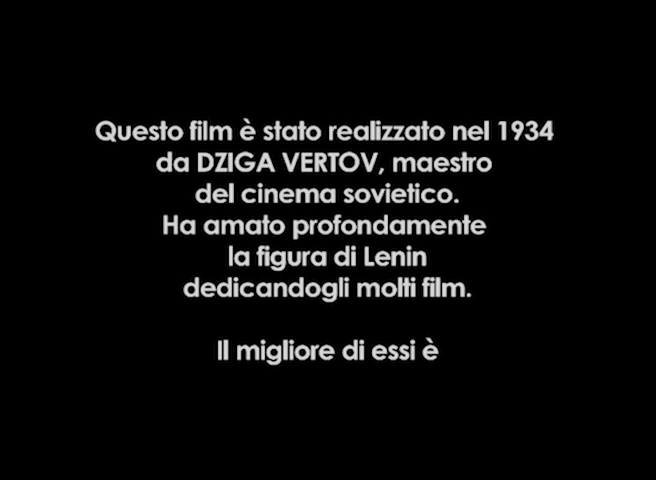 Questo film è stato realizzato nel 1934
da DZIGA VERTOV, maestro
del cinema sovietico.
Ha amato profondamente
la figura di Lenin
dedicandogli molti film.
Il migliore di essi è